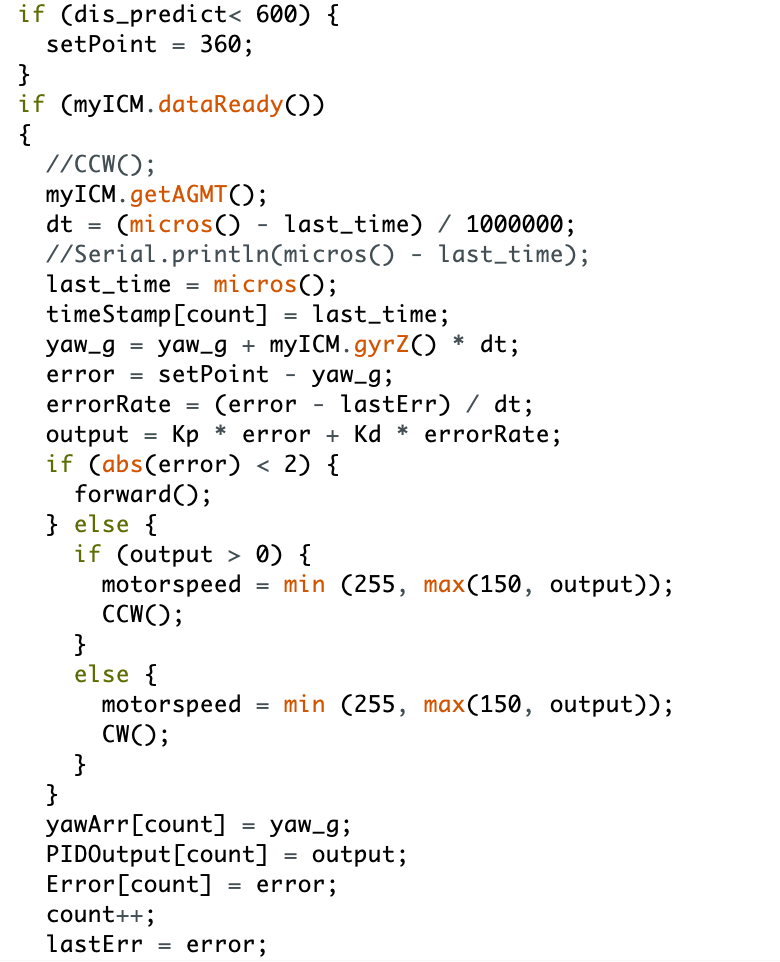 if (dis_predict< 600) {
  setPoint = 360;
}
if (myICM.dataReady())
{
  //CCW();
  myICM.getAGMT();
  dt = (micros() - last_time) / 1000000;
  //Serial.println(micros() - last_time);
  last_time = micros();
  timeStamp[count] = last_time;
  yaw_g = yaw_g + myICM.gyrZ() * dt;
  error = setPoint - yaw_g;
  errorRate = (error - lastErr) / dt;
  output = Kp * error + Kd * errorRate;
  if (abs(error) < 2) {
    forward();
  } else {
    if (output > 0) {
      motorspeed = min (255, max(150, output));
      CCW();
    }
    else {
      motorspeed = min (255, max(150, output));
      CW();
    }
  }
  yawArr[count] = yaw_g;
  PIDOutput[count] = output;
  Error[count] = error;
  count++;
  lastErr = error;